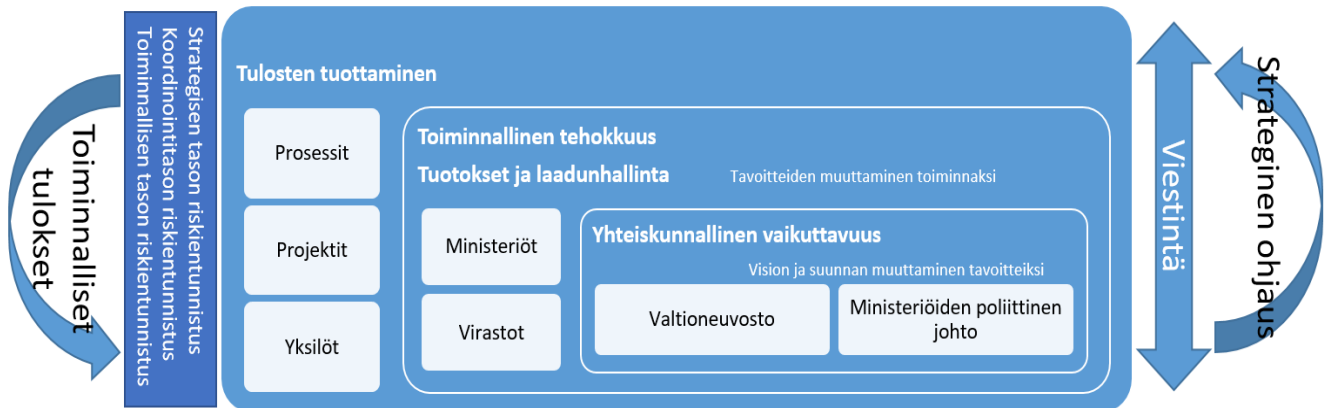 Toiminnalliset
tulokset
Strategisen tason riskientunnistus
Koordinointitason riskientunnistus
Toiminnallisen tason riskientunnistus
Tulosten tuottaminen
Prosessit
Projektit
Yksilöt
Toiminnallinen tehokkuus
Tuotokset ja laadunhallinta
Tavoitteiden muuttaminen toiminnaksi
Ministeriöt
Virastot
Yhteiskunnallinen vaikuttavuus
Vision ja suunnan muuttaminen tavoitteiksi
Valtioneuvosto
Ministeriöiden poliittinen
johto
Viestintä
Strateginen ohjaus